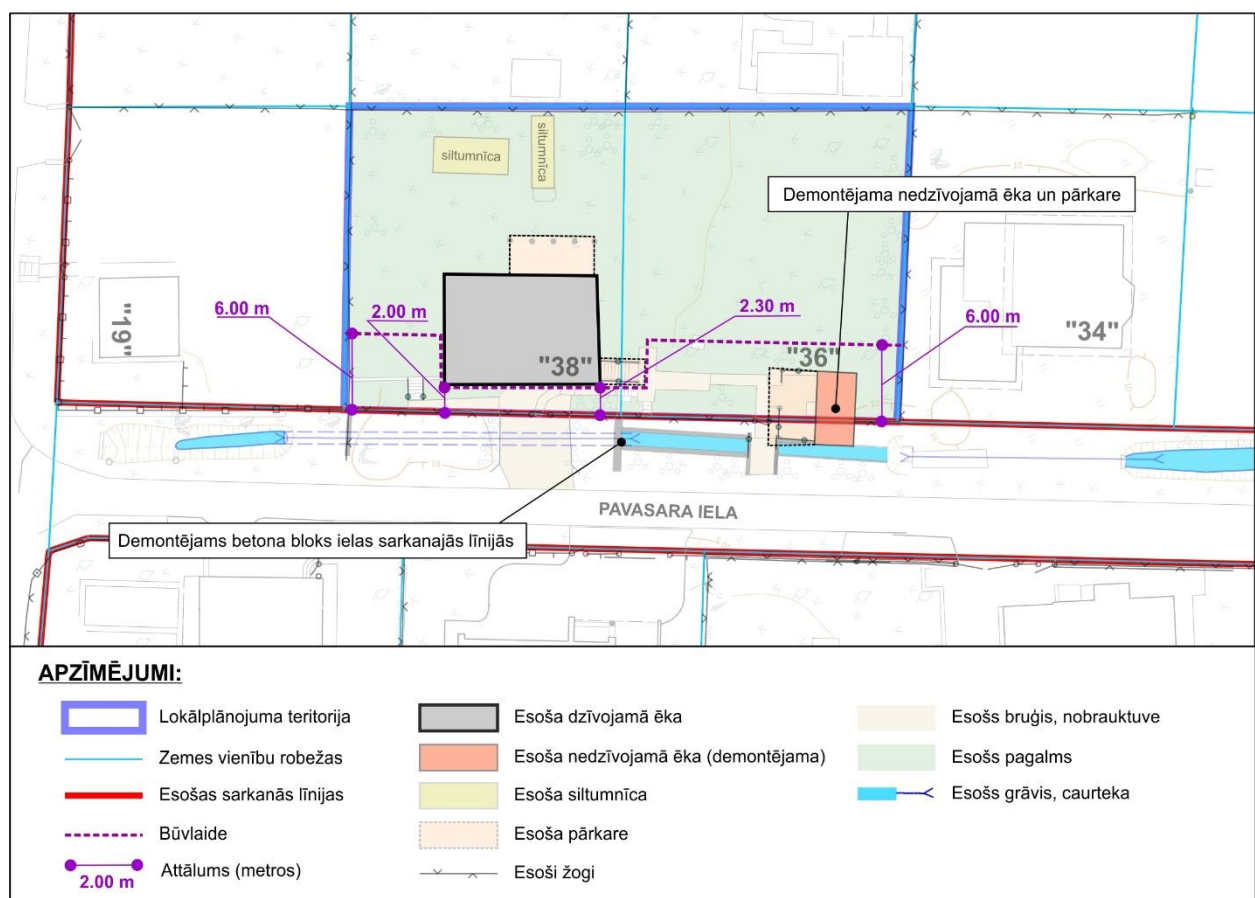 siltumnīca
siltumnīca
Demontējama nedzīvojamā ēka un pārkare
6.00 m
2.00 m
2.30 m
6.00 m
"19"
"38"
"36"
"34"
PAVASARA IELA
Demontējams betona bloks ielas sarkanajās līnijās
APZĪMĒJUMI:
Lokālplānojuma teritorija
Zemes vienību robežas
Esošas sarkanās līnijas
Būvlaide
Attālums (metros)
2.00 m
Esoša dzīvojamā ēka
Esoša nedzīvojamā ēka (demontējama)
Esoša siltumnīca
Esoša pārkare
Esoši žogi
Esošs bruģis, nobrauktuve
Esošs pagalms
Esošs grāvis, caurteka